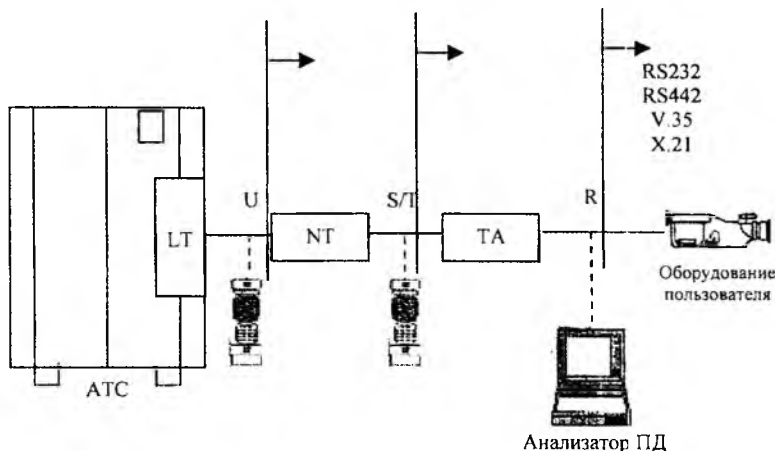 RS232
RS442
V.35
X.21
U
S/T
R
LT
NT
TA
Оборудование
пользователя
АТС
Анализатор ПД